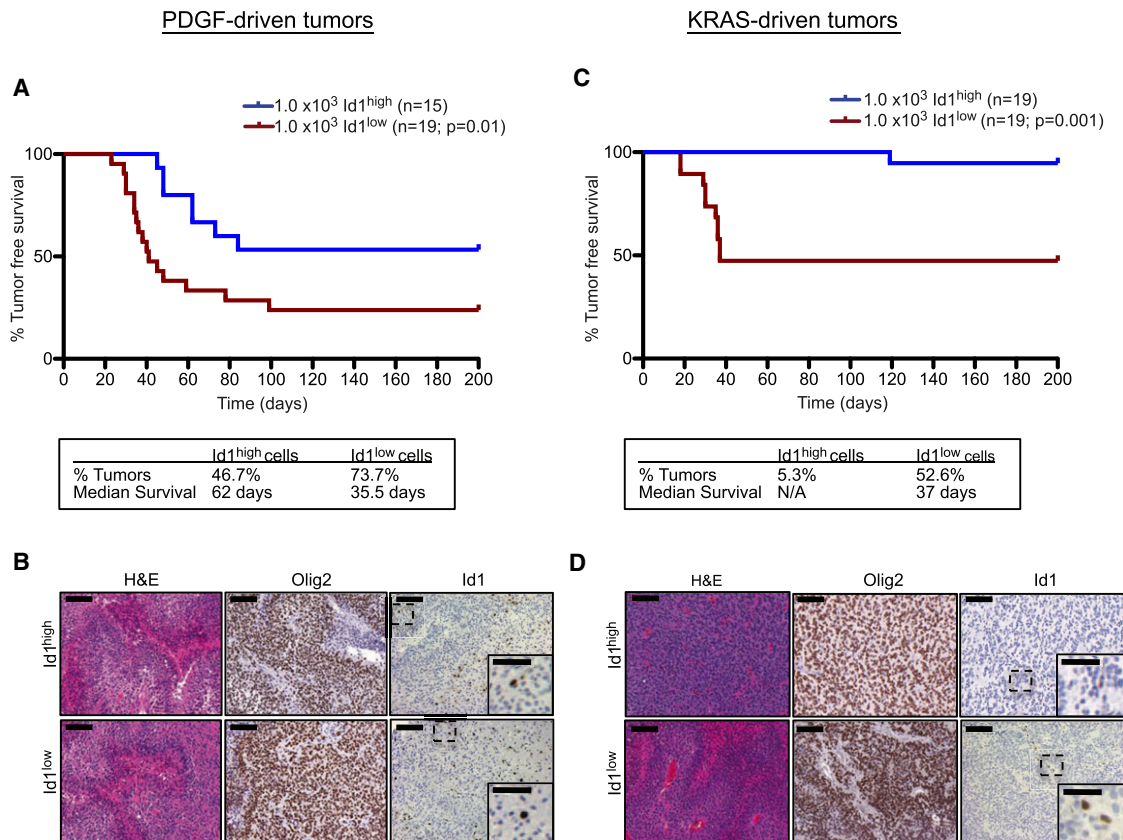 PDGF-driven tumors
KRAS-driven tumors
A
1.0 x10³ Id1high (n=15)
1.0 x10³ Id1low (n=19; p=0.01)
% Tumor free survival
100
50
0
0 20 40 60 80 100 120 140 160 180 200
Time (days)
Id1high cells Id1low cells
% Tumors 46.7% 73.7%
Median Survival 62 days 35.5 days
C
1.0 x10³ Id1high (n=19)
1.0 x10³ Id1low (n=19; p=0.001)
% Tumor free survival
100
50
0
0 20 40 60 80 100 120 140 160 180 200
Time (days)
Id1high cells Id1low cells
% Tumors 5.3% 52.6%
Median Survival N/A 37 days
B
H&E Olig2 Id1
Id1high
Id1low
D
H&E Olig2 Id1
Id1high
Id1low